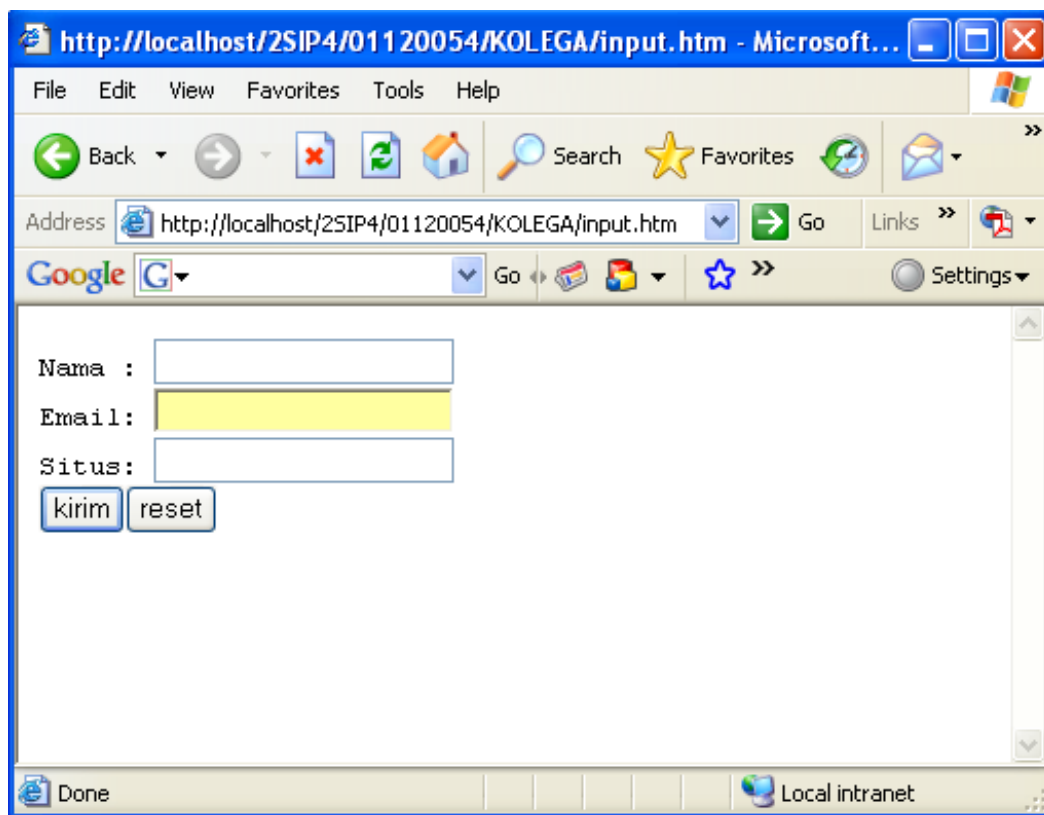 http://localhost/2SIP4/01120054/KOLEGA/input.htm - Microsoft...
File Edit View Favorites Tools Help
Back Search Favorites »
Address http://localhost/2SIP4/01120054/KOLEGA/input.htm Go Links »
Google G Go » Settings
Nama :
Email:
Situs:
kirim reset
Done Local intranet